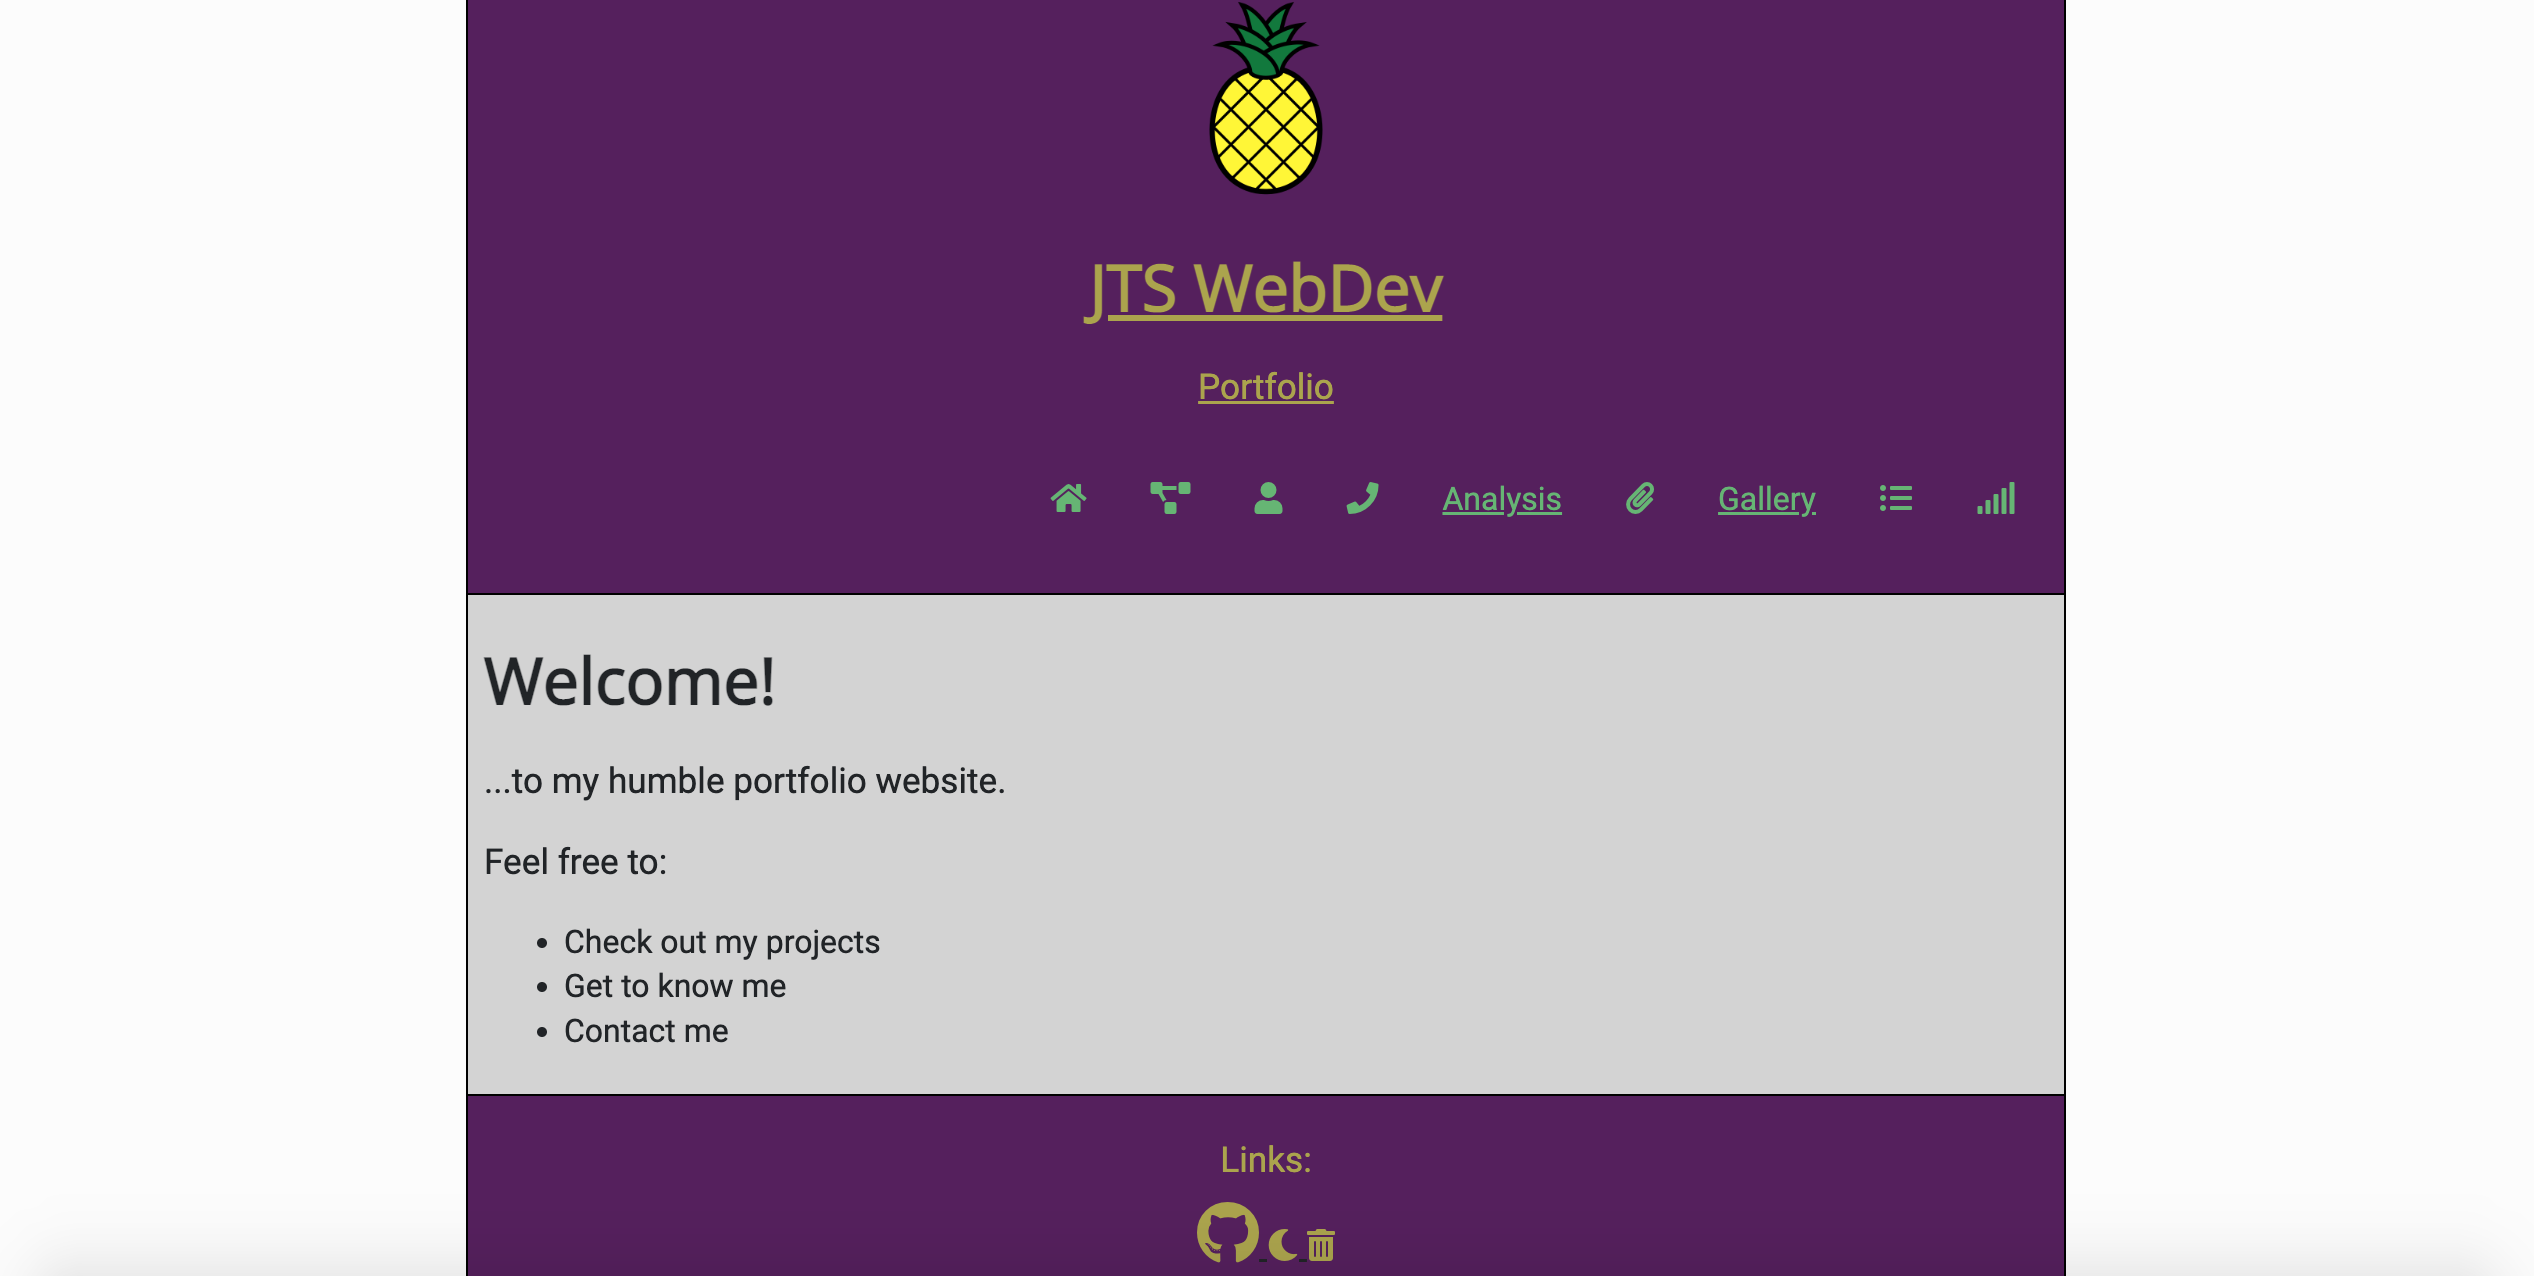 JTS WebDev
Portfolio
Analysis Gallery
Welcome!
...to my humble portfolio website.
Feel free to:
• Check out my projects
• Get to know me
• Contact me
Links: